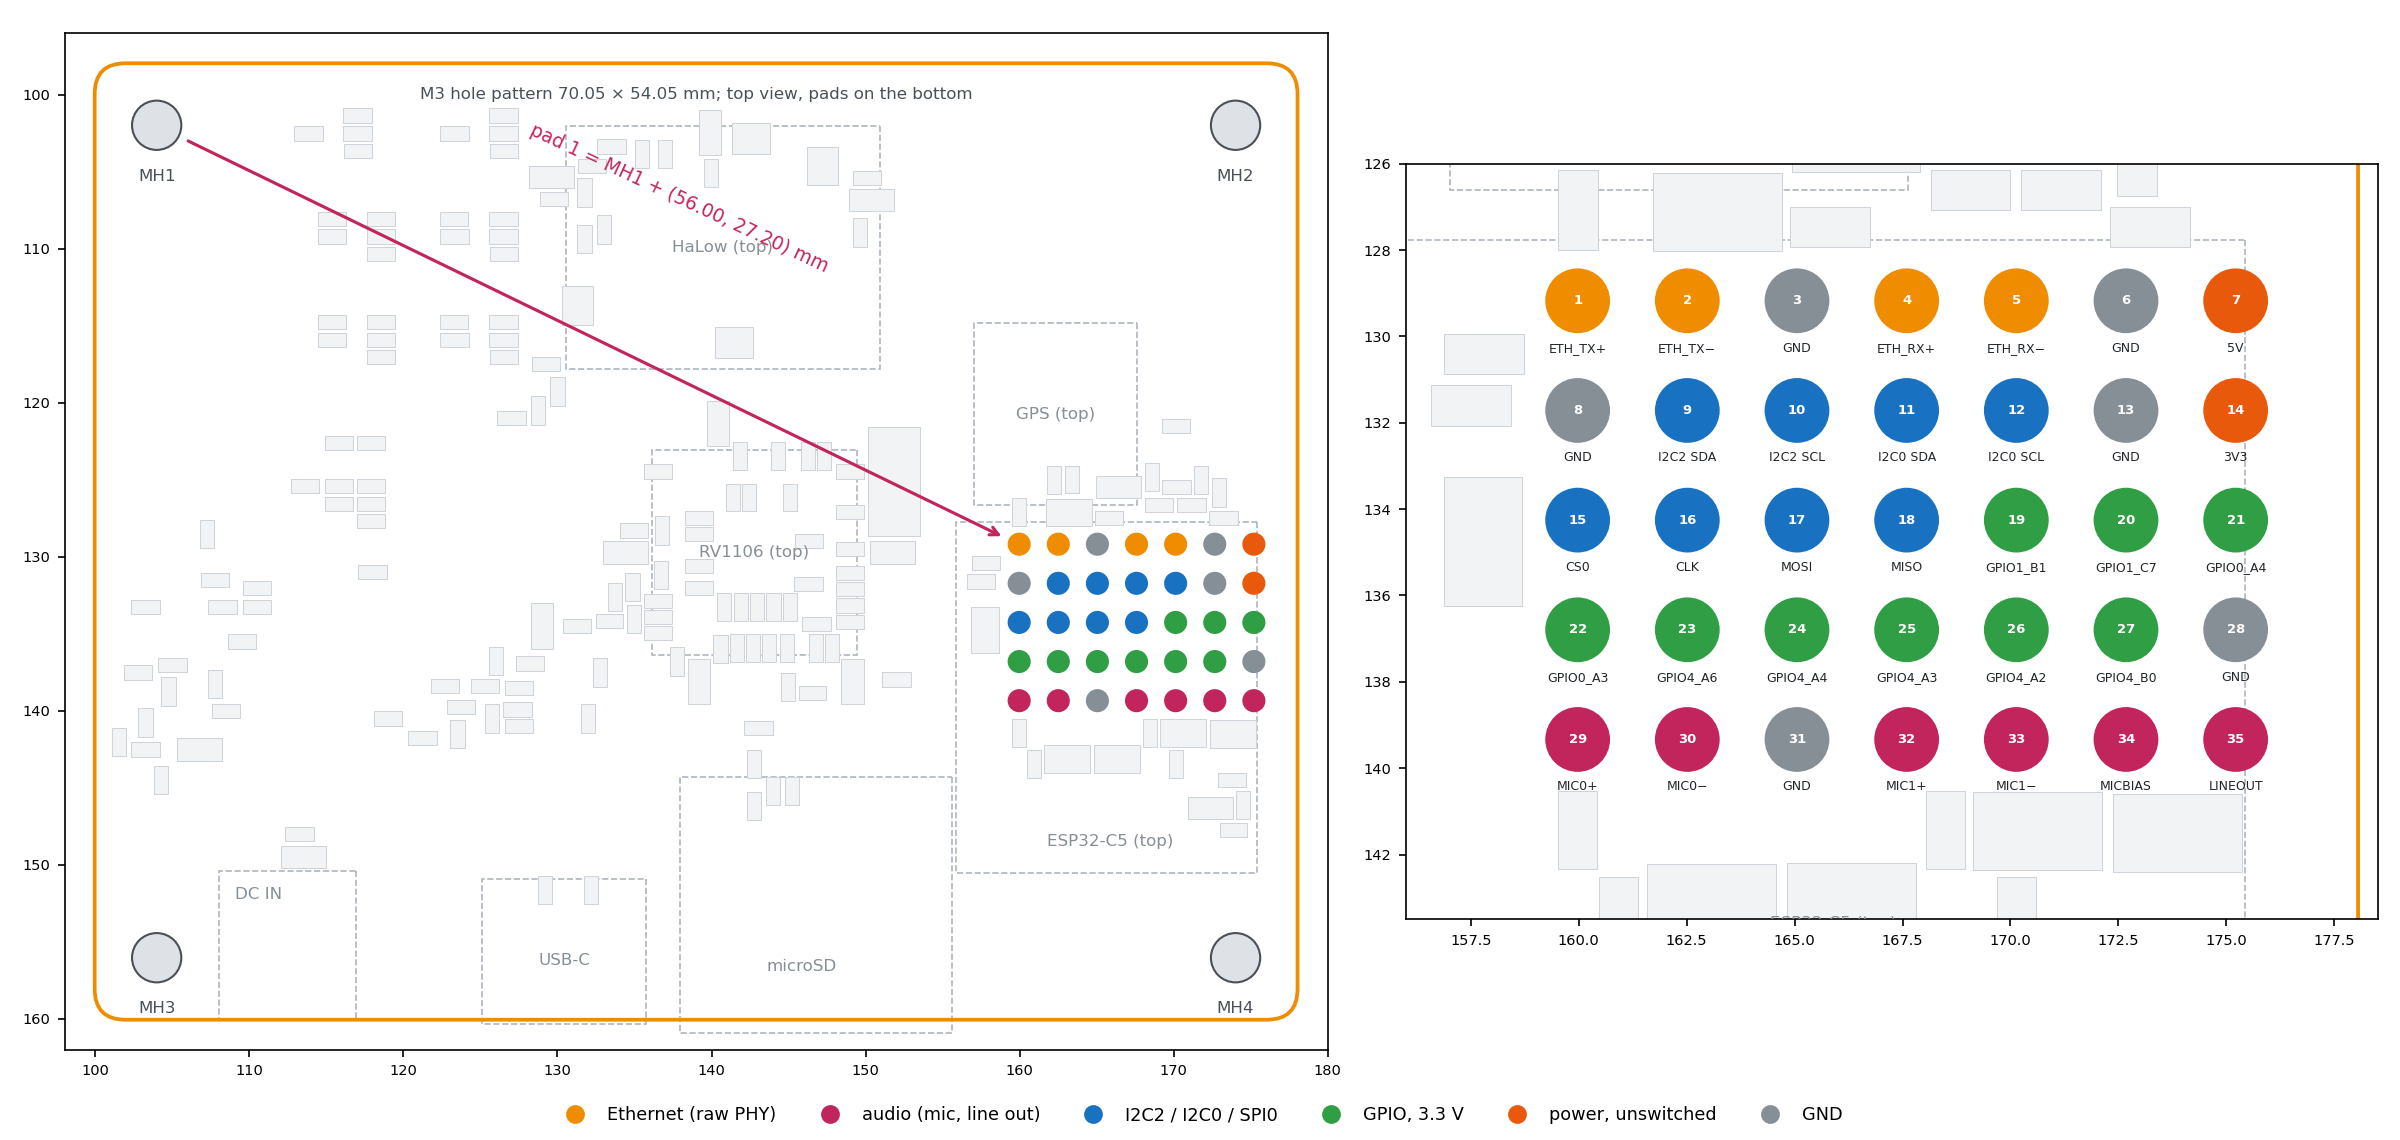 M3 hole pattern 70.05 × 54.05 mm; top view, pads on the bottom
MH1
MH2
pad 1 = MH1 + (56.00, 27.20) mm
HaLow (top)
GPS (top)
RV1106 (top)
ESP32-C5 (top)
DC IN
USB-C
microSD
MH3
MH4
100
110
120
130
140
150
160
100 110 120 130 140 150 160 170 180
126
128
130
132
134
136
138
140
142
1 2 3 4 5 6 7
ETH_TX+ ETH_TX− GND ETH_RX+ ETH_RX− GND 5V
8 9 10 11 12 13 14
GND I2C2 SDA I2C2 SCL I2C0 SDA I2C0 SCL GND 3V3
15 16 17 18 19 20 21
CS0 CLK MOSI MISO GPIO1_B1 GPIO1_C7 GPIO0_A4
22 23 24 25 26 27 28
GPIO0_A3 GPIO4_A6 GPIO4_A4 GPIO4_A3 GPIO4_A2 GPIO4_B0 GND
29 30 31 32 33 34 35
MIC0+ MIC0− GND MIC1+ MIC1− MICBIAS LINEOUT
157.5 160.0 162.5 165.0 167.5 170.0 172.5 175.0 177.5
Ethernet (raw PHY) audio (mic, line out) I2C2 / I2C0 / SPI0 GPIO, 3.3 V power, unswitched GND